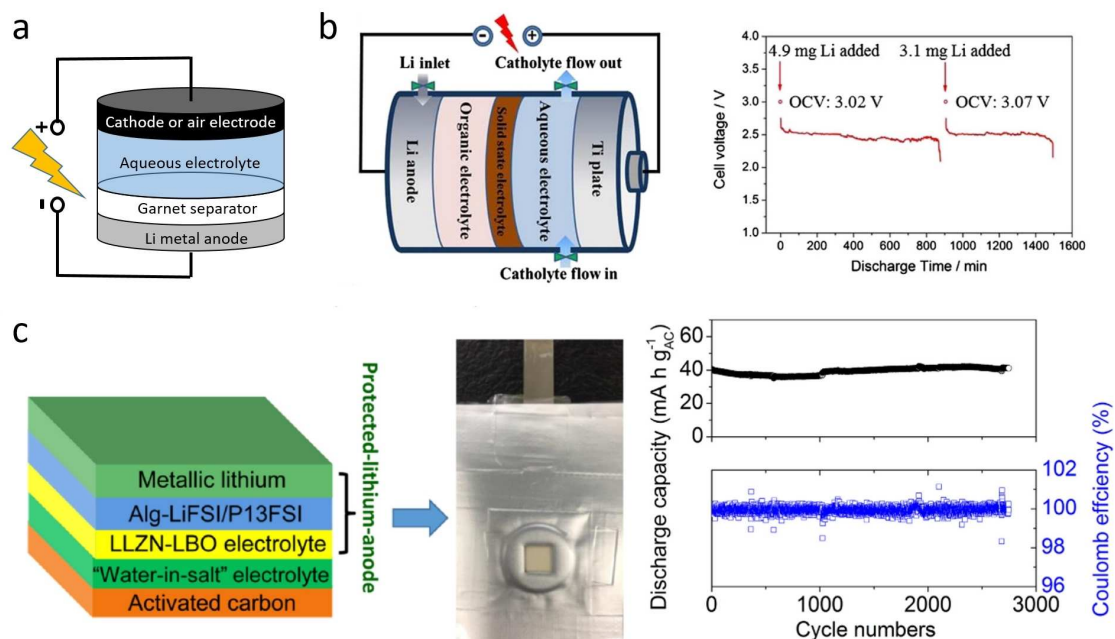 a
+
-
Cathode or air electrode
Aqueous electrolyte
Garnet separator
Li metal anode
b
- +
Li inlet
Catholyte flow out
Li anode
Organic electrolyte
Solid state electrolyte
Aqueous electrolyte
Ti plate
Catholyte flow in
4.0
3.5
3.0
2.5
2.0
1.5
1.0
Cell voltage / V
4.9 mg Li added
3.1 mg Li added
OCV: 3.02 V
OCV: 3.07 V
0 200 400 600 800 1000 1200 1400 1600
Discharge Time / min
c
Metallic lithium
Alg-LiFSI/P13FSI
LLZN-LBO electrolyte
"Water-in-salt" electrolyte
Activated carbon
Protected-lithium-anode
Discharge capacity (mA h g⁻¹AC)
60
40
20
0
102
100
98
96
Coulomb effciency (%)
0 1000 2000 3000
Cycle numbers